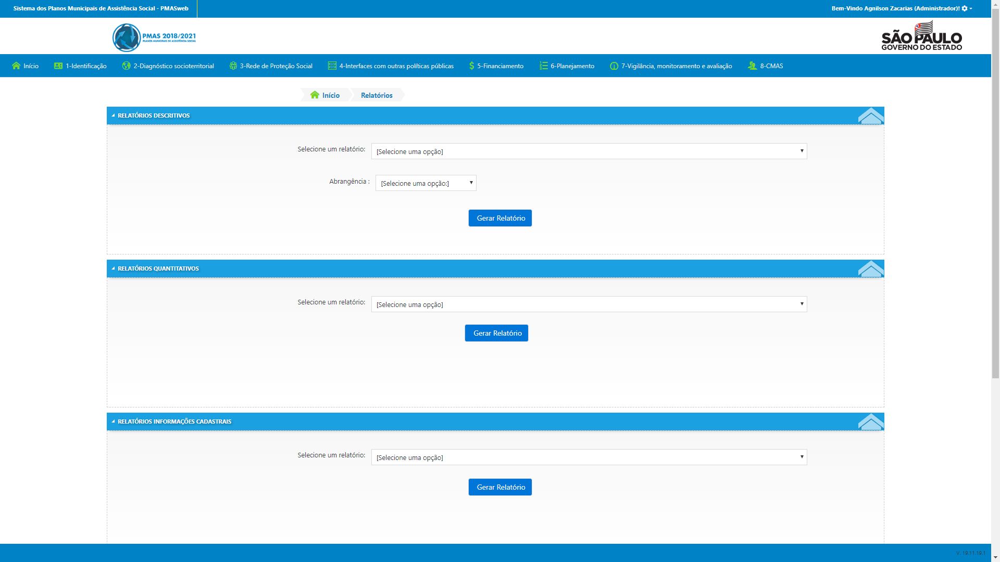 Sistema dos Planos Municipais de Assistência Social - PMASweb
Bem-Vindo Agnilson Zacarias (Administrador)!
PMAS 2018/2021
PLANOS MUNICIPAIS DE ASSISTÊNCIA SOCIAL
SÃO PAULO
GOVERNO DO ESTADO
Início
1-Identificação
2-Diagnóstico socioterritorial
3-Rede de Proteção Social
4-Interfaces com outras políticas públicas
5-Financiamento
6-Planejamento
7-Vigilância, monitoramento e avaliação
8-CMAS
Início
Relatórios
RELATÓRIOS DESCRITIVOS
Selecione um relatório:
[Selecione uma opção]
Abrangência :
[Selecione uma opção:]
Gerar Relatório
RELATÓRIOS QUANTITATIVOS
Selecione um relatório:
[Selecione uma opção]
Gerar Relatório
RELATÓRIOS INFORMAÇÕES CADASTRAIS
Selecione um relatório:
[Selecione uma opção]
Gerar Relatório
V. 19.11.19.1